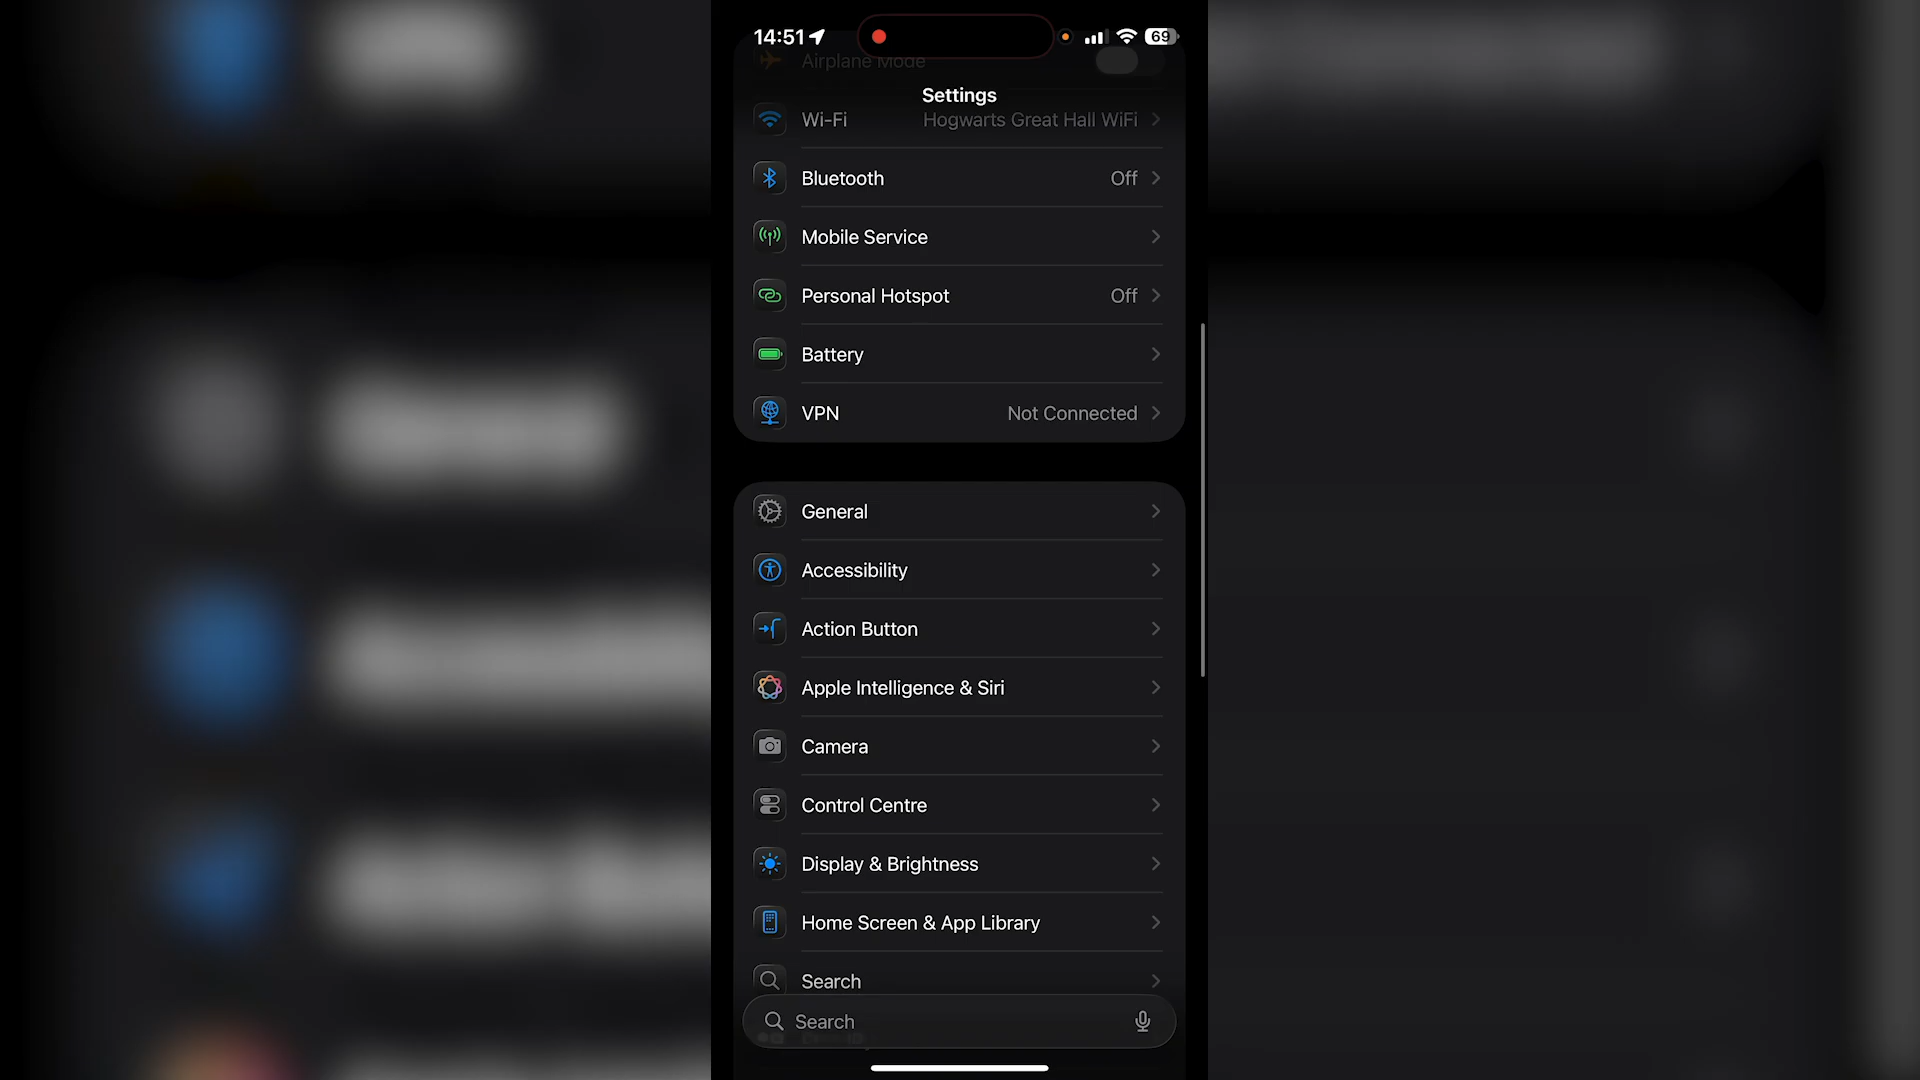 14:51
69
Airplane Mode
Settings
Wi-Fi Hogwarts Great Hall WiFi
Bluetooth Off
Mobile Service
Personal Hotspot Off
Battery
VPN Not Connected
General
Accessibility
Action Button
Apple Intelligence & Siri
Camera
Control Centre
Display & Brightness
Home Screen & App Library
Search
Search